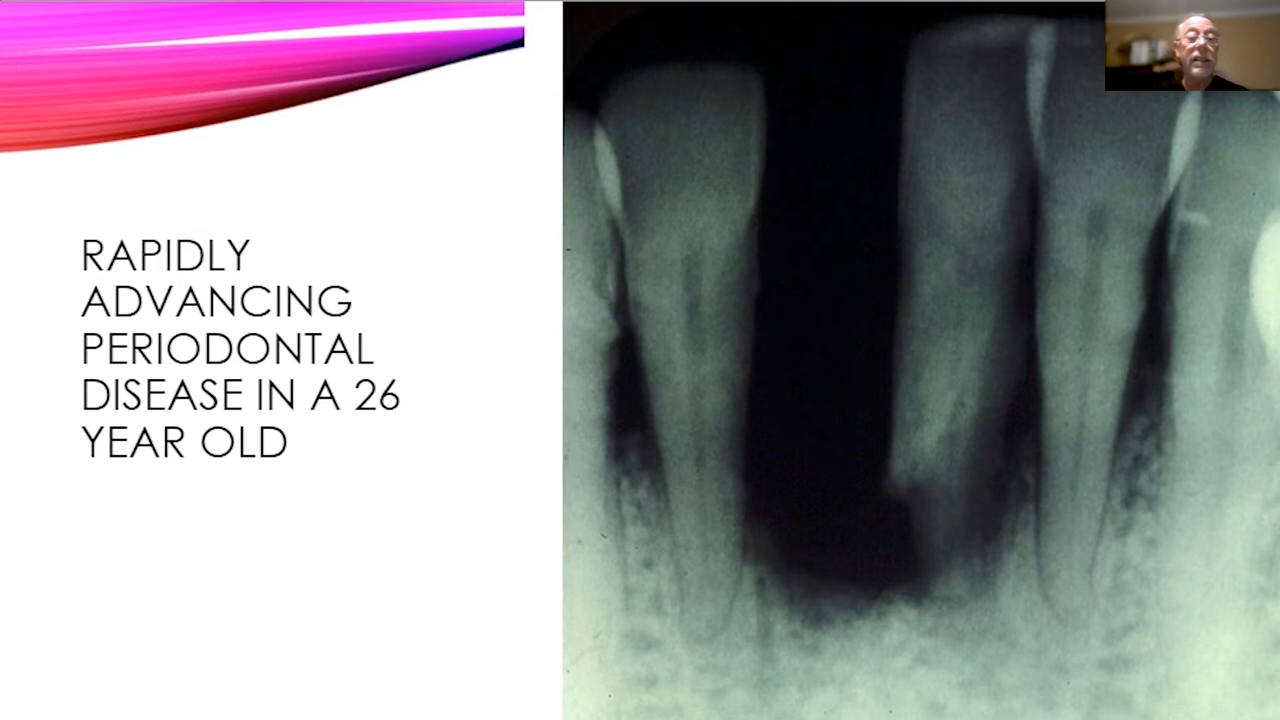 RAPIDLY
ADVANCING
PERIODONTAL
DISEASE IN A 26
YEAR OLD